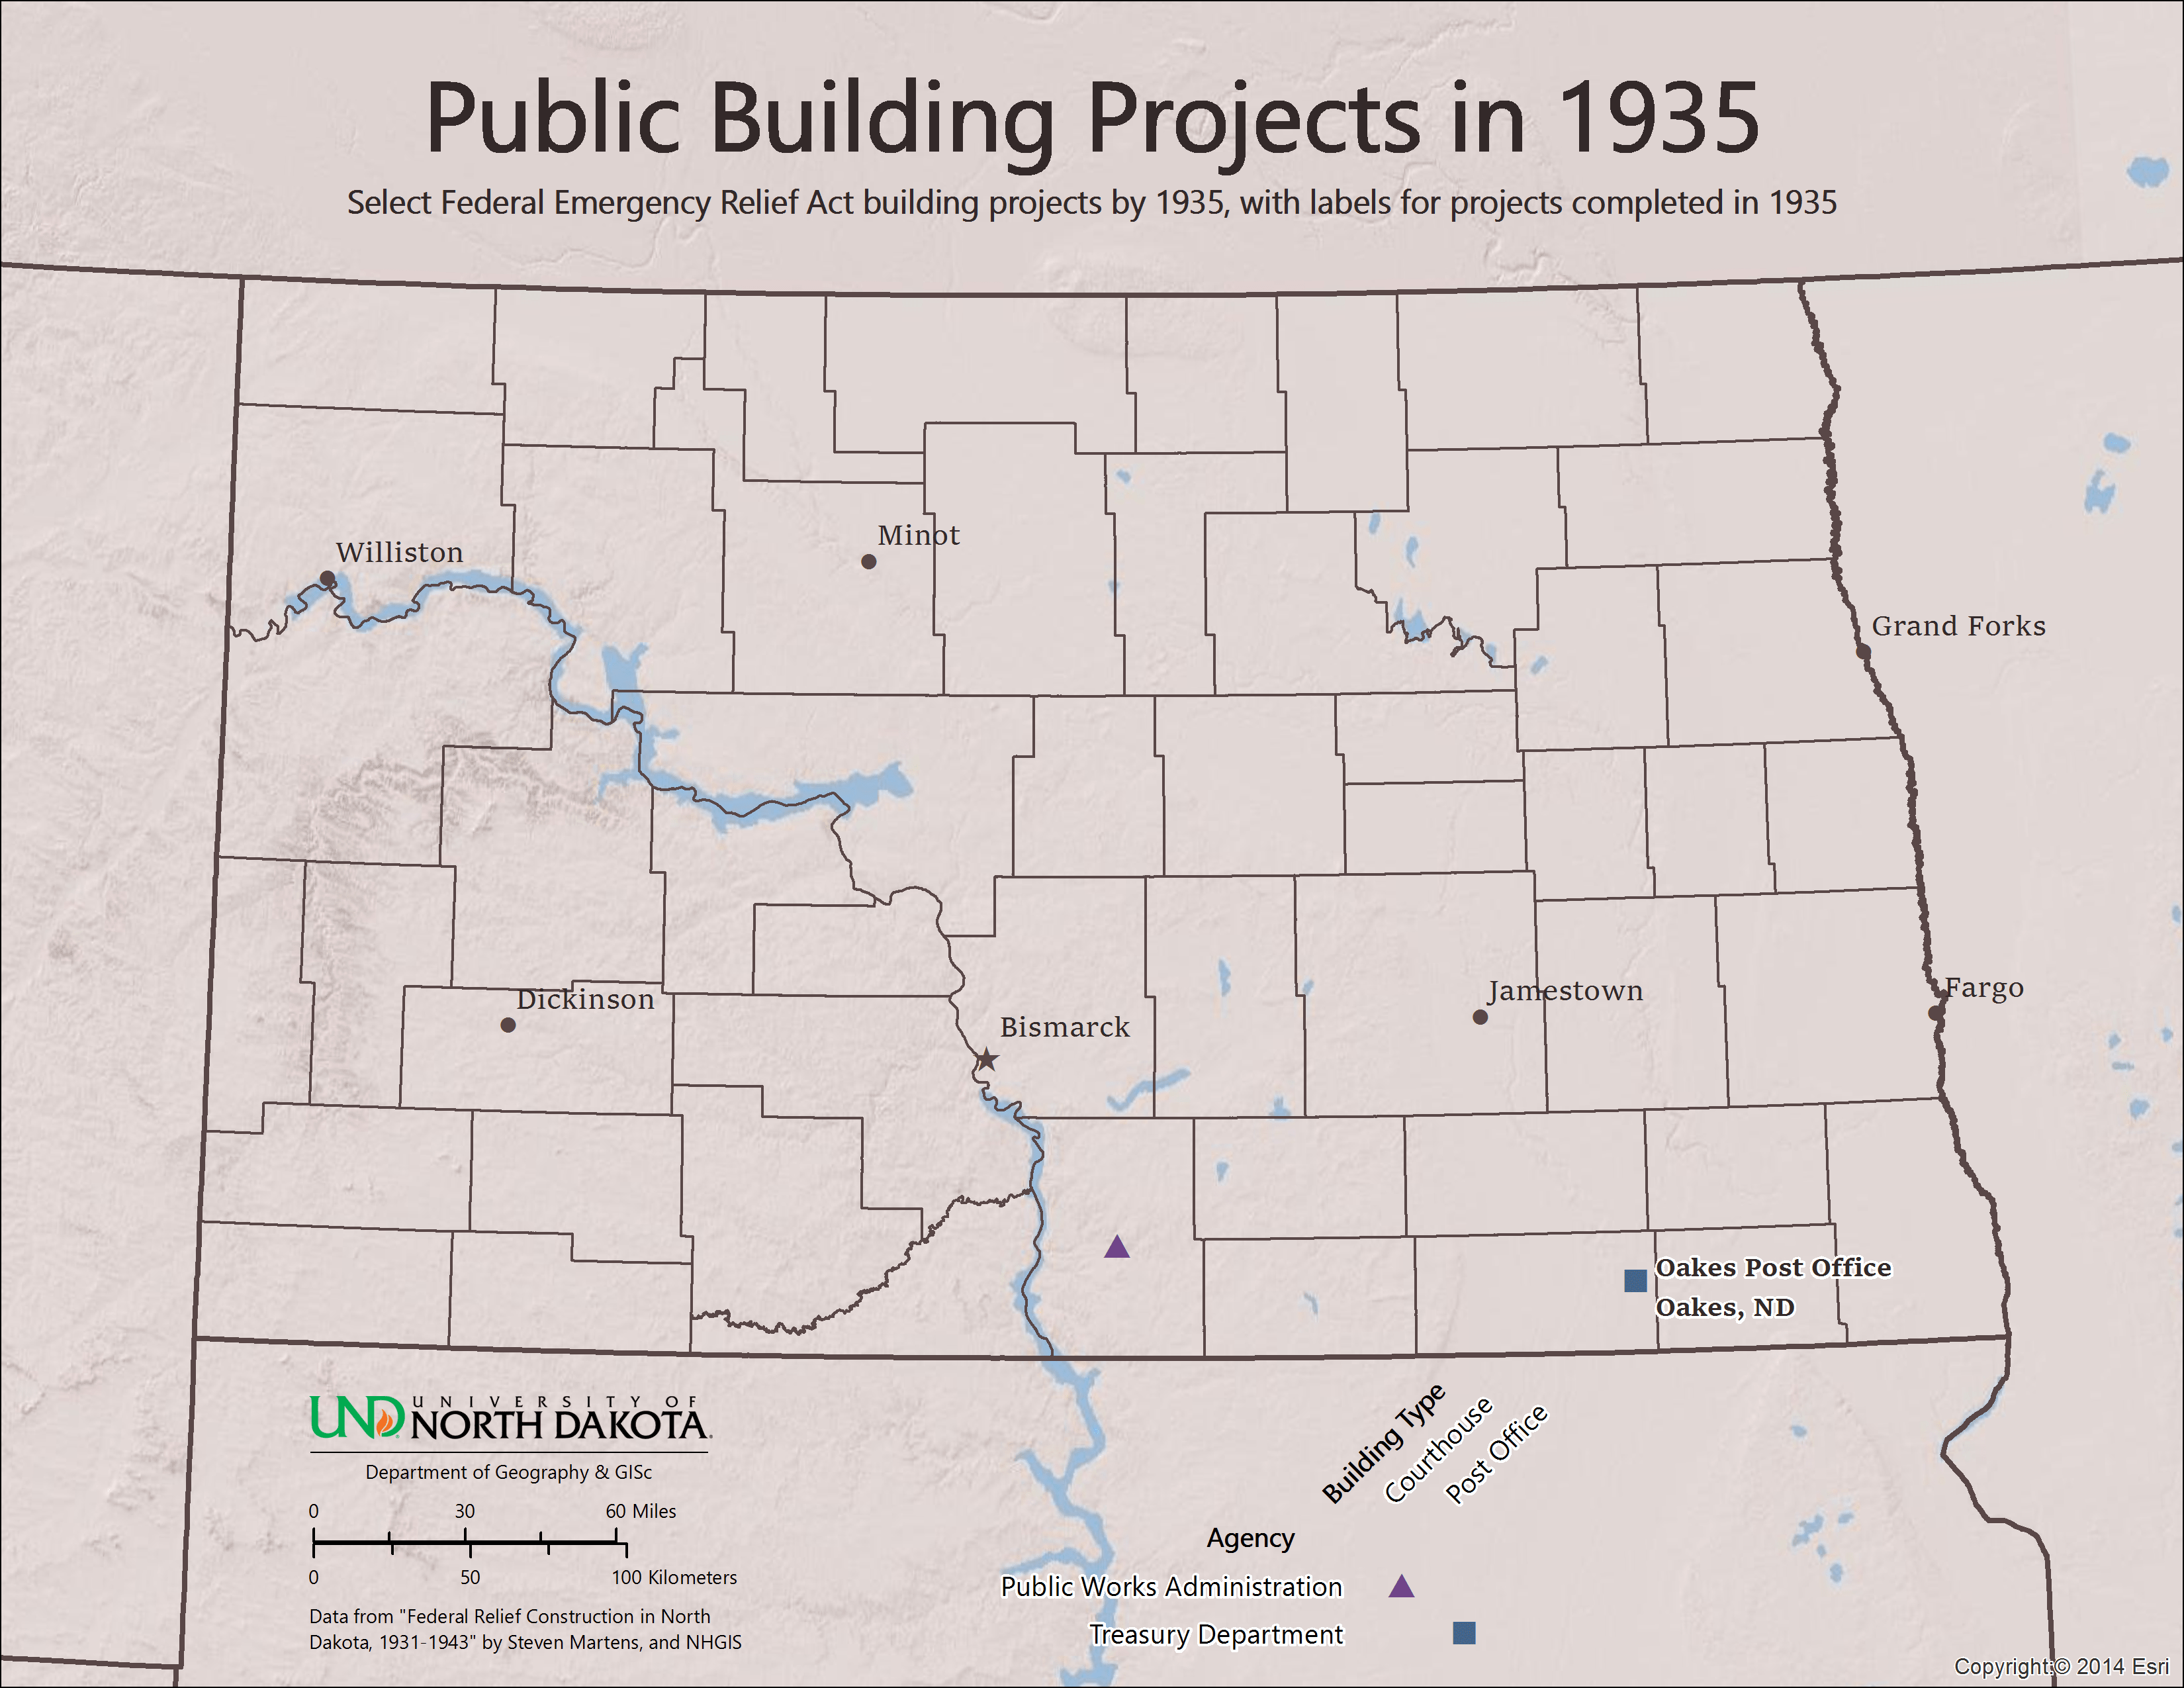 Public Building Projects in 1935
Select Federal Emergency Relief Act building projects by 1935, with labels for projects completed in 1935
Minot
Williston
Grand Forks
Dickinson
Jamestown
Fargo
Bismarck
Oakes Post Office
Oakes, ND
UND UNIVERSITY OF
NORTH DAKOTA.
Department of Geography & GISc
0 30 60 Miles
0 50 100 Kilometers
Data from "Federal Relief Construction in North
Dakota, 1931-1943" by Steven Martens, and NHGIS
Building Type
Courthouse
Post Office
Agency
Public Works Administration
Treasury Department
Copyright:© 2014 Esri